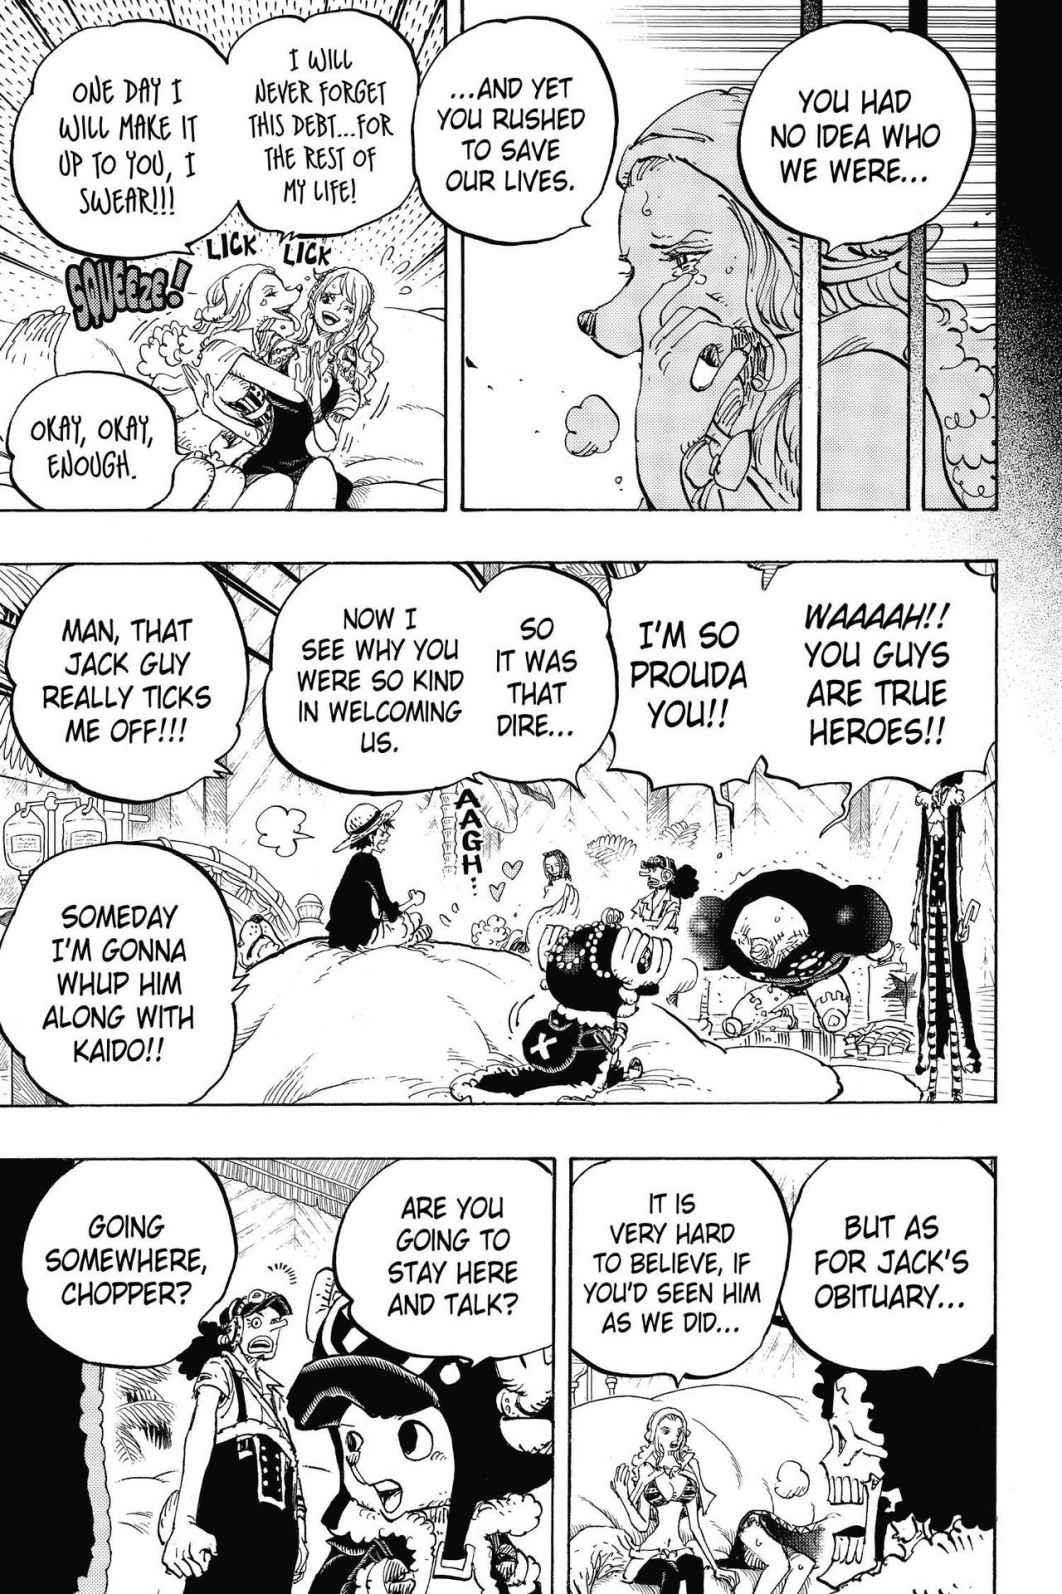 YOU HAD
NO IDEA WHO
WE WERE...
...AND YET
YOU RUSHED
TO SAVE
OUR LIVES.
I WILL
NEVER FORGET
THIS DEBT...FOR
THE REST OF
MY LIFE!
ONE DAY I
WILL MAKE IT
UP TO YOU, I
SWEAR!!!
LICK
LICK
SQUEEZE!
OKAY, OKAY,
ENOUGH.
WAAAAH!!
YOU GUYS
ARE TRUE
HEROES!!
I'M SO
PROUDA
YOU!!
SO
IT WAS
THAT
DIRE...
NOW I
SEE WHY YOU
WERE SO KIND
IN WELCOMING
US.
MAN, THAT
JACK GUY
REALLY TICKS
ME OFF!!!
AAGH...
SOMEDAY
I'M GONNA
WHUP HIM
ALONG WITH
KAIDO!!
BUT AS
FOR JACK'S
OBITUARY...
IT IS
VERY HARD
TO BELIEVE, IF
YOU'D SEEN HIM
AS WE DID...
ARE YOU
GOING TO
STAY HERE
AND TALK?
GOING
SOMEWHERE,
CHOPPER?